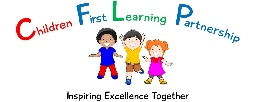 Children First Learning Partnership
Inspiring Excellence Together